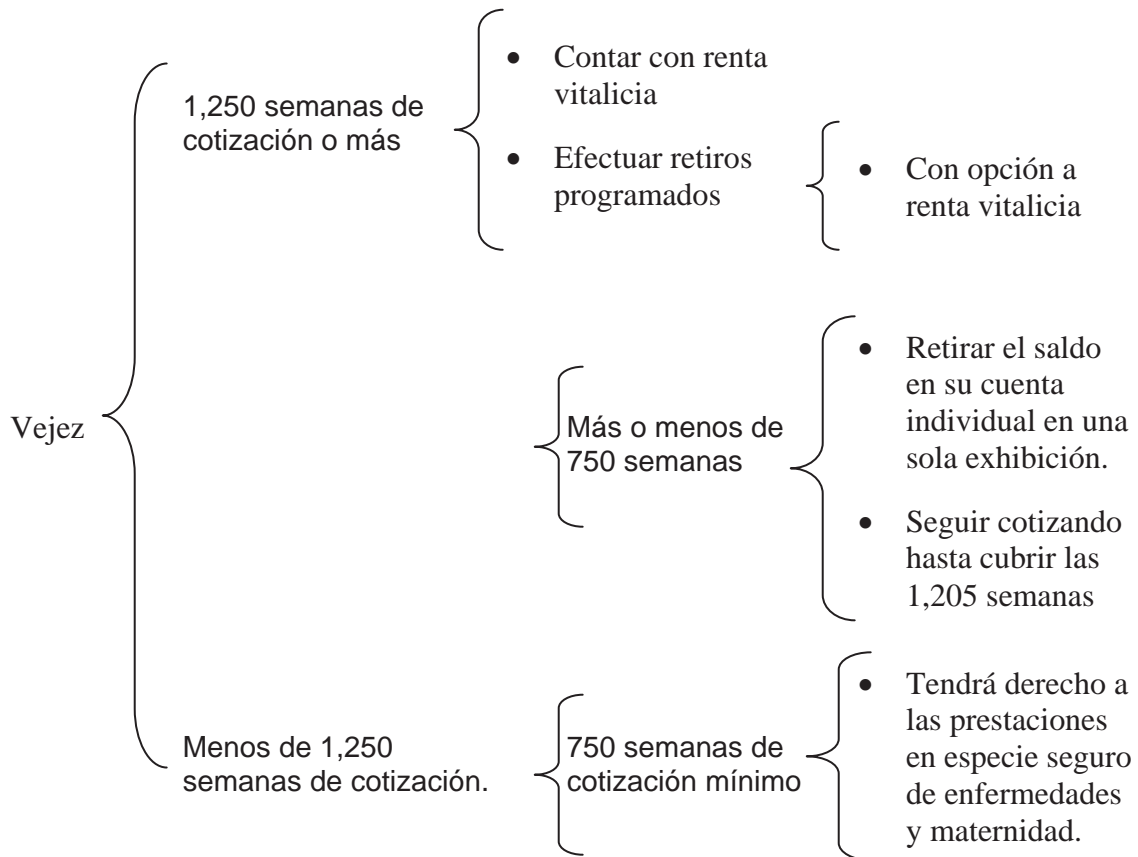 Vejez
1,250 semanas de
cotización o más
• Contar con renta
vitalicia
• Efectuar retiros
programados
• Con opción a
renta vitalicia
Más o menos de
750 semanas
• Retirar el saldo
en su cuenta
individual en una
sola exhibición.
• Seguir cotizando
hasta cubrir las
1,205 semanas
Menos de 1,250
semanas de cotización.
750 semanas de
cotización mínimo
• Tendrá derecho a
las prestaciones
en especie seguro
de enfermedades
y maternidad.